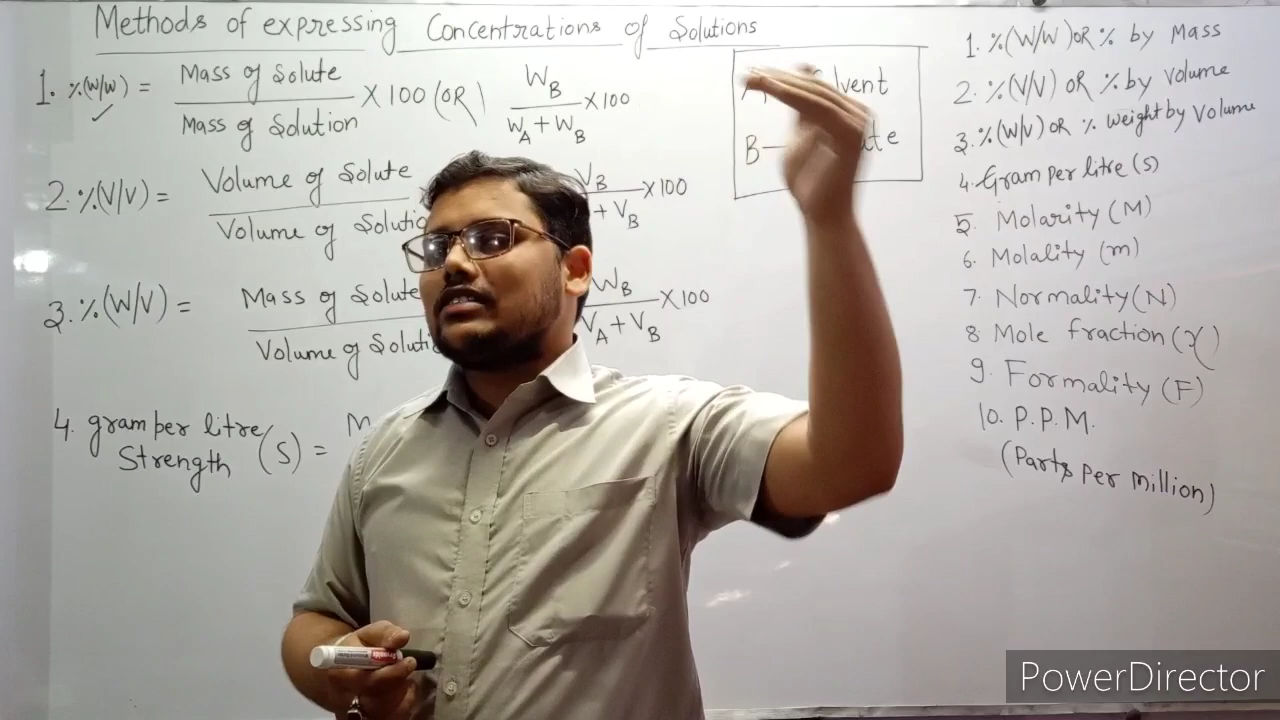 Methods of expressing Concentrations of Solutions
1. %(W/W) = Mass of Solute / Mass of Solution X 100 (OR) W_B / W_A + W_B X 100
2. %(V/V) = Volume of Solute / Volume of Soluti V_B / + V_B X 100
3. %(W/V) = Mass of Solute / Volume of Soluti W_B / V_A + V_B X 100
4. gram per litre
Strength (S) = M
lvent
B — te
1. %(W/W) OR % by Mass
2. %(V/V) OR % by Volume
3. %(W/V) OR % Weight by Volume
4. Gram per litre (S)
5. Molarity (M)
6. Molality (m)
7. Normality (N)
8 Mole fraction (χ)
9. Formality (F)
10. P.P.M.
(Parts Per Million)
PowerDirector